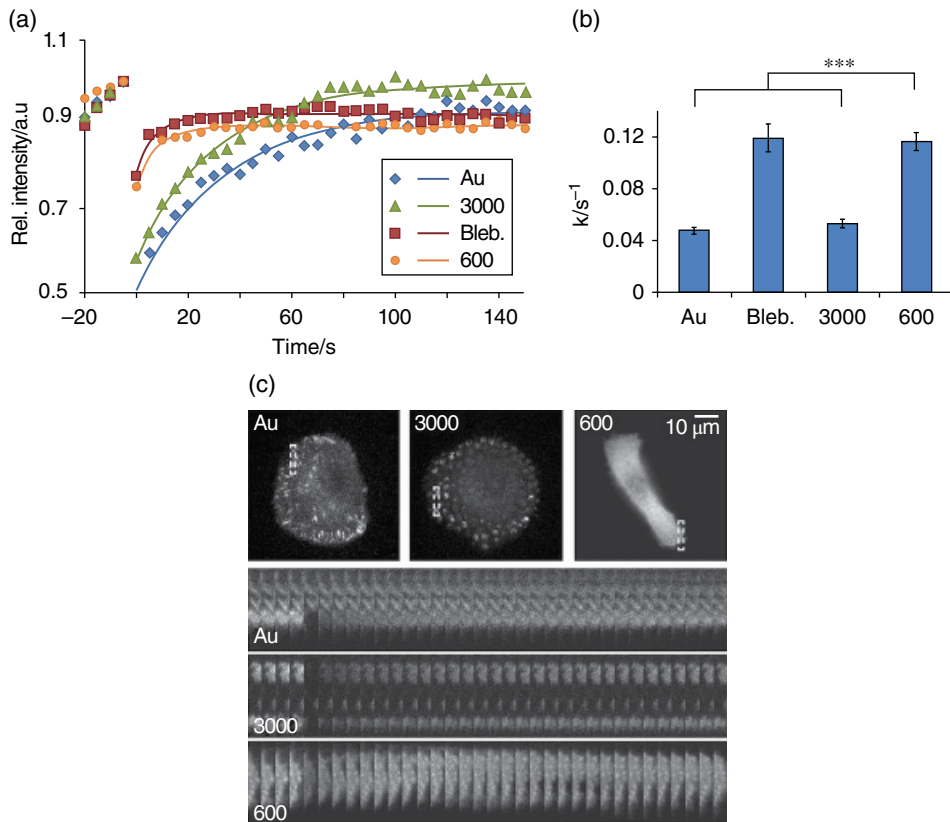 (a)
1.1
0.9
0.7
0.5
Rel. intensity/a.u
–20
20
60
100
140
Time/s
Au
3000
Bleb.
600
(b)
***
0.12
0.08
0.04
0
k/s⁻¹
Au
Bleb.
3000
600
(c)
Au
3000
600
10 μm
Au
3000
600